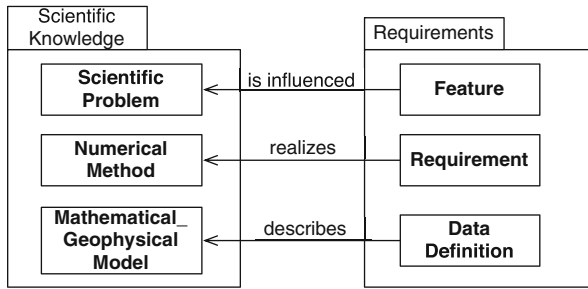 Scientific
Knowledge
Requirements
Scientific
Problem
is influenced
Feature
Numerical
Method
realizes
Requirement
Mathematical_
Geophysical
Model
describes
Data
Definition